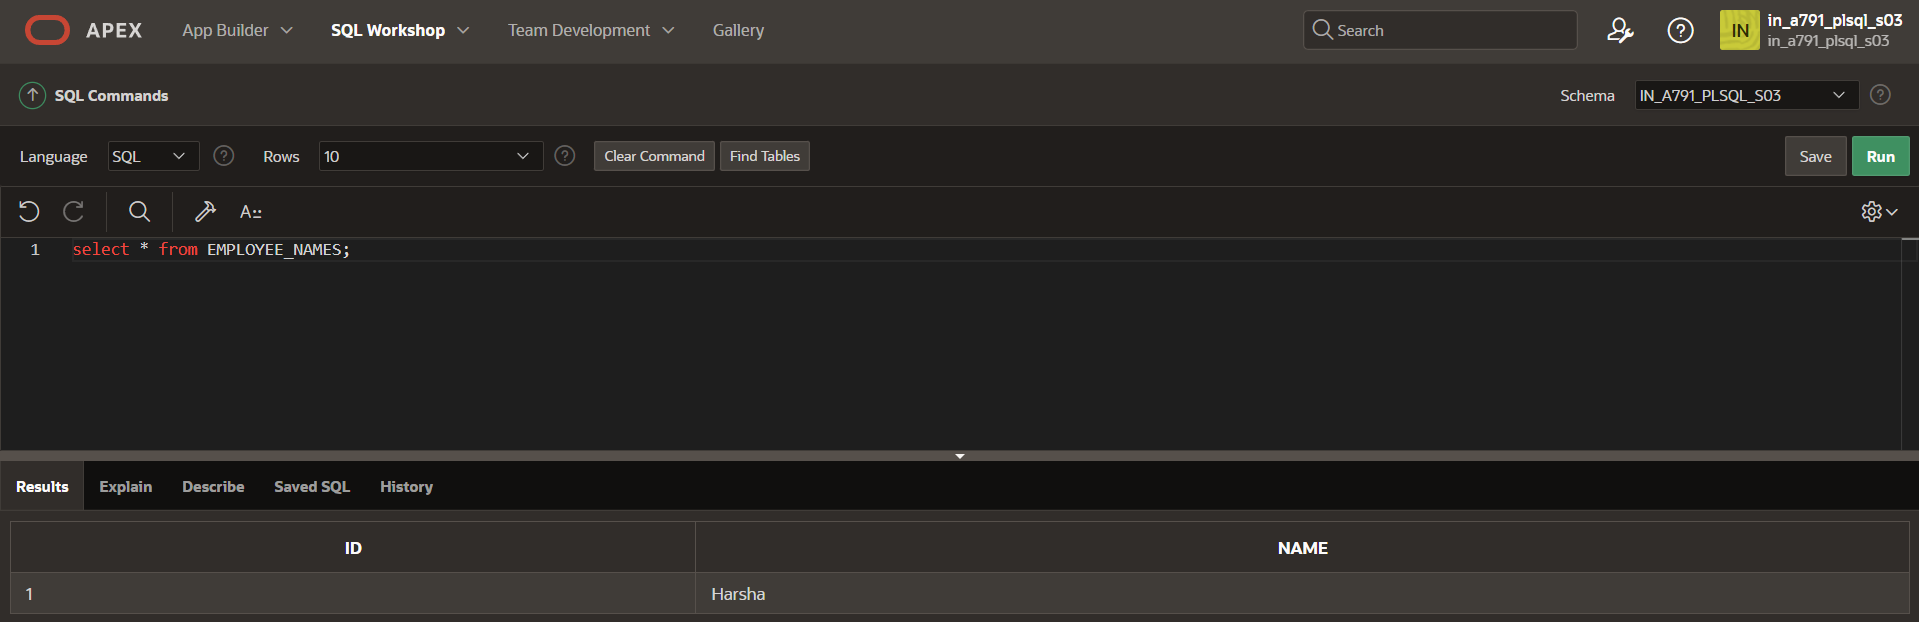 APEX App Builder SQL Workshop Team Development Gallery Search IN in_a791_plsql_s03
in_a791_plsql_s03
SQL Commands Schema IN_A791_PLSQL_S03
Language SQL Rows 10 Clear Command Find Tables Save Run
A::
1 select * from EMPLOYEE_NAMES;
Results Explain Describe Saved SQL History
ID NAME
1 Harsha